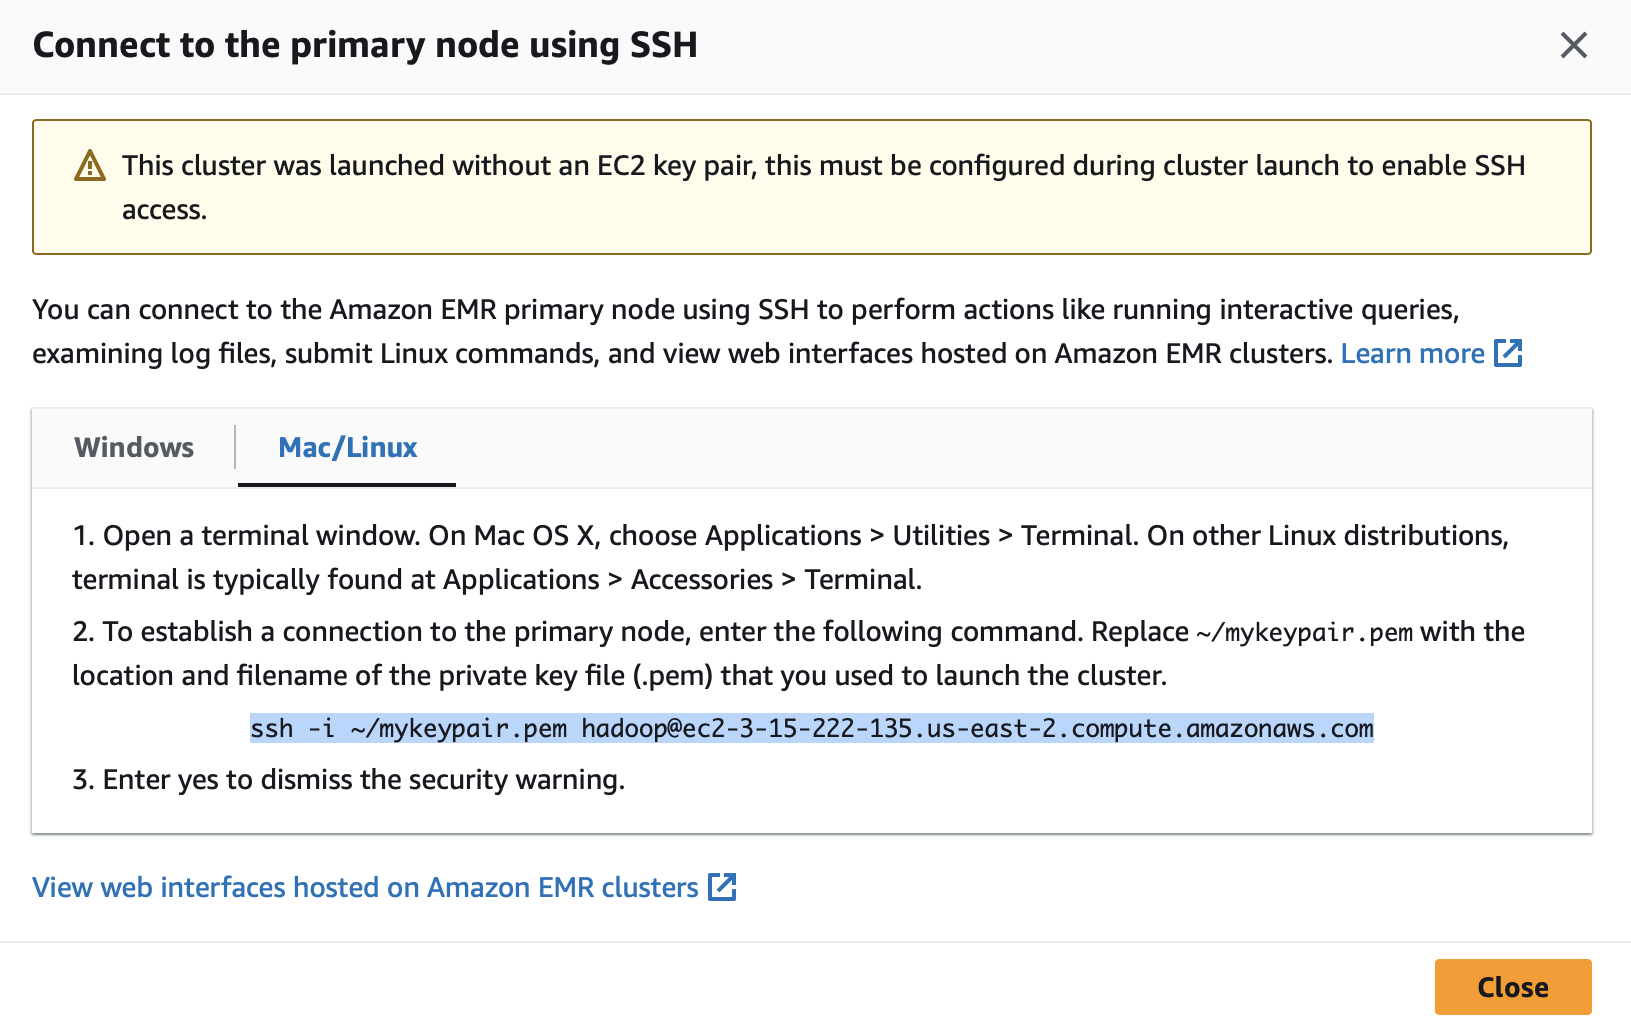 Connect to the primary node using SSH
This cluster was launched without an EC2 key pair, this must be configured during cluster launch to enable SSH
access.
You can connect to the Amazon EMR primary node using SSH to perform actions like running interactive queries,
examining log files, submit Linux commands, and view web interfaces hosted on Amazon EMR clusters. Learn more
Windows
Mac/Linux
1. Open a terminal window. On Mac OS X, choose Applications > Utilities > Terminal. On other Linux distributions,
terminal is typically found at Applications > Accessories > Terminal.
2. To establish a connection to the primary node, enter the following command. Replace ~/mykeypair.pem with the
location and filename of the private key file (.pem) that you used to launch the cluster.
ssh -i ~/mykeypair.pem hadoop@ec2-3-15-222-135.us-east-2.compute.amazonaws.com
3. Enter yes to dismiss the security warning.
View web interfaces hosted on Amazon EMR clusters
Close